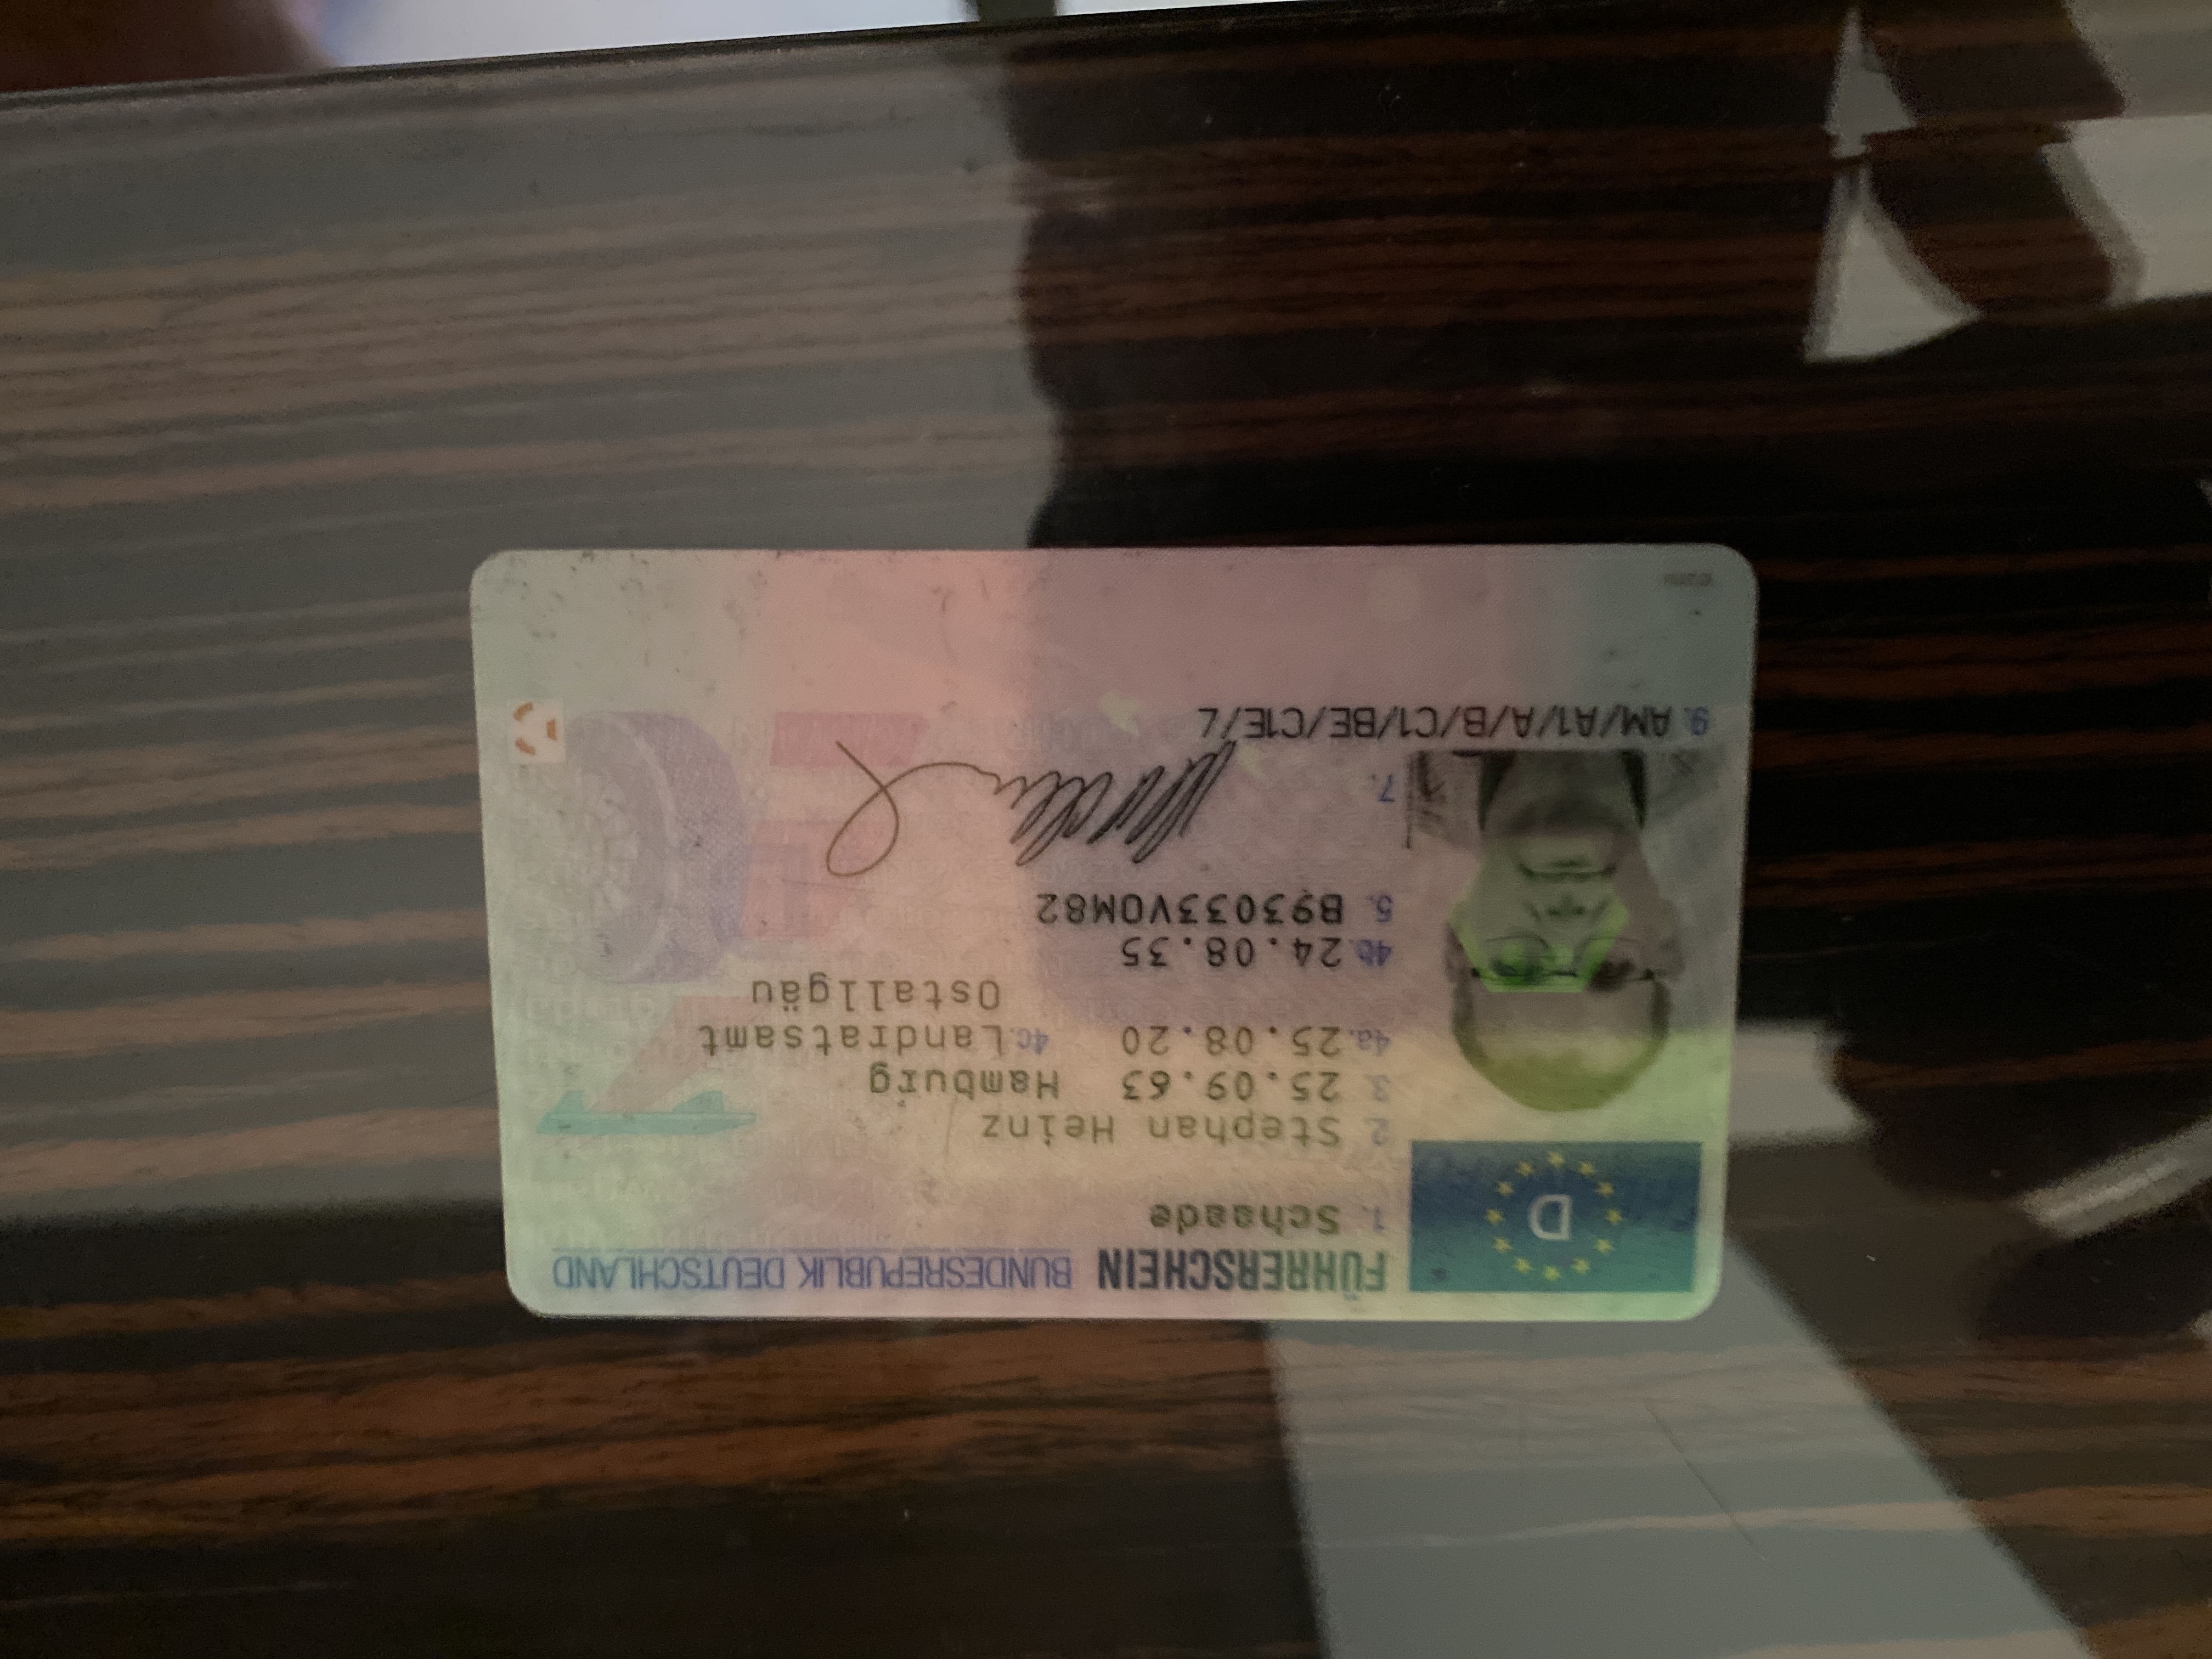 FÜHRERSCHEIN BUNDESREPUBLIK DEUTSCHLAND
D
1. Schaade
2. Stephan Heinz
3. 25.09.63 Hamburg
4a. 25.08.20 4c. Landratsamt
Ostallgäu
4b. 24.08.35
5. B93033VOM82
7.
9. AM/A1/A/B/C1/BE/C1E/L